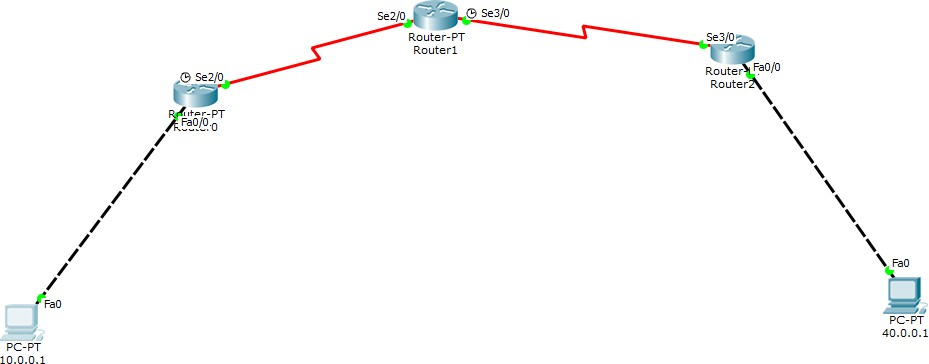 Se2/0
Se3/0
Router-PT
Router1
Se3/0
Fa0/0
Router2
Se2/0
Router-PT
Fa0/0
Fa0
PC-PT
10.0.0.1
Fa0
PC-PT
40.0.0.1